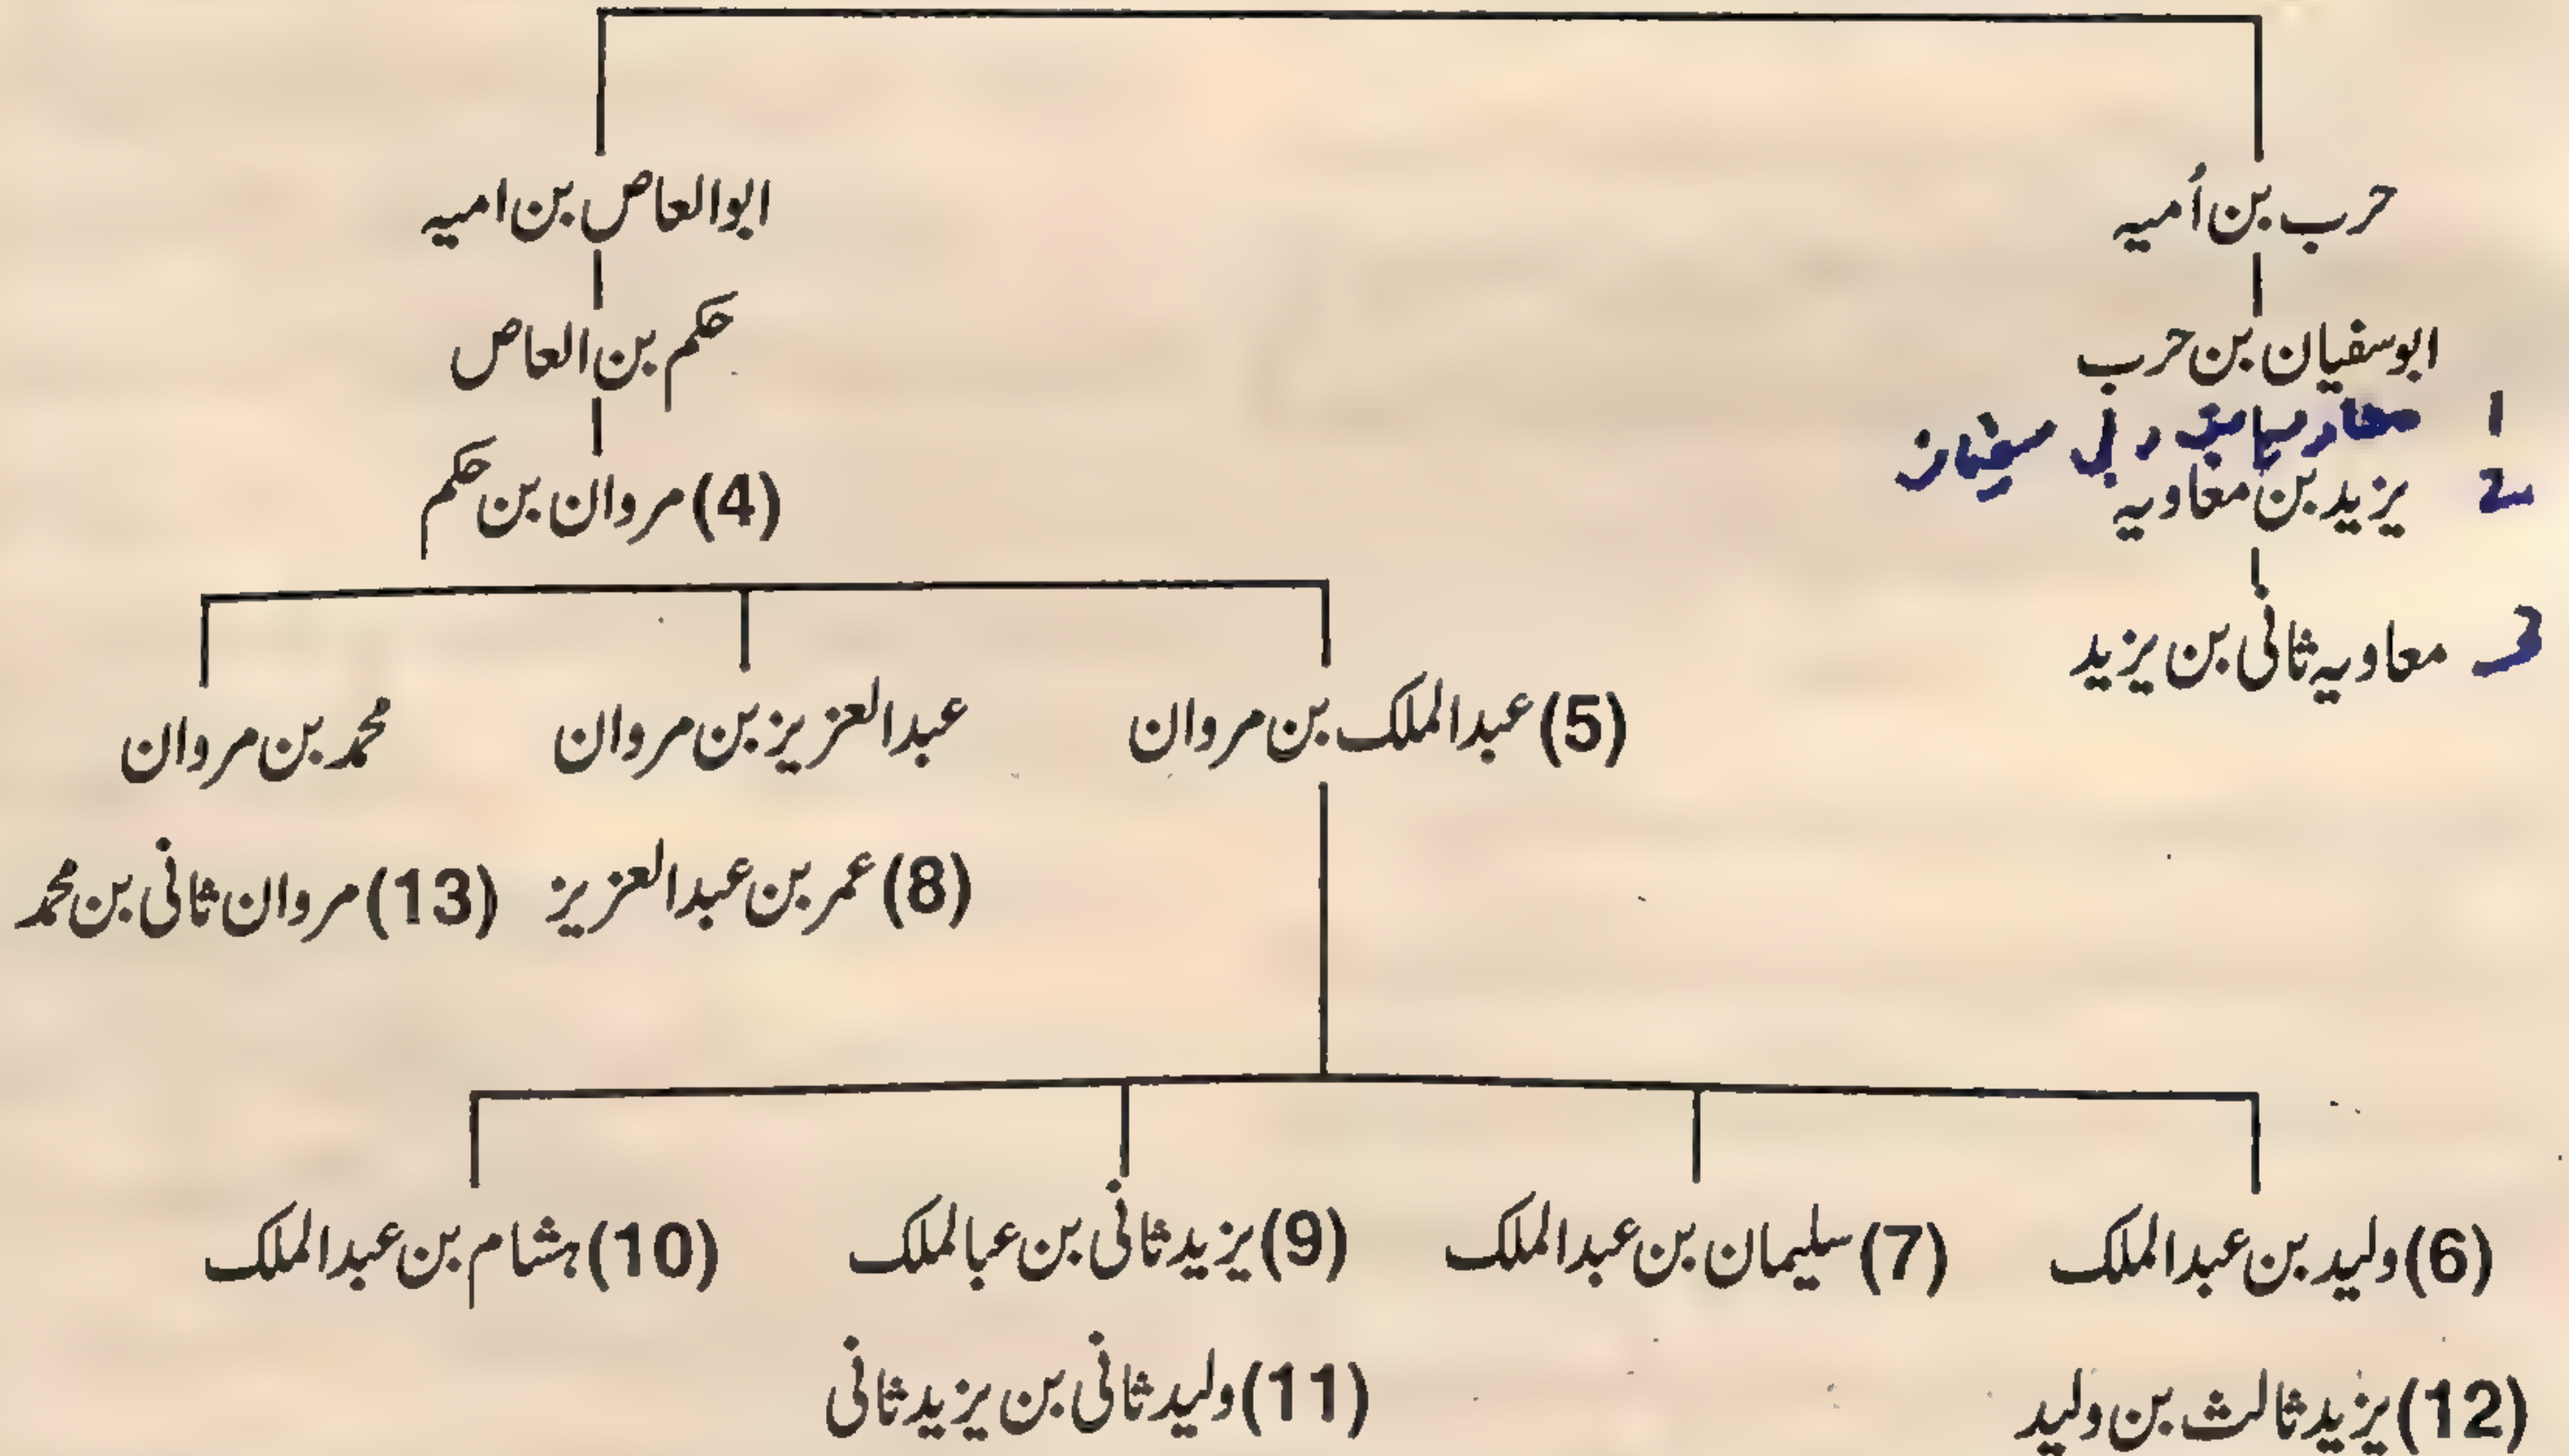 حرب بن اُمیہ
ابوالعاص بن امیہ
ابوسفیان بن حرب
حکم بن العاص
1 معاویہ بن ابی سفیان
2 یزید بن معاویہ
(4) مروان بن حکم
3 معاویہ ثانی بن یزید
(5) عبدالملک بن مروان
عبدالعزیز بن مروان
محمد بن مروان
(8) عمر بن عبدالعزیز
(13) مروان ثانی بن محمد
(6) ولید بن عبدالملک
(7) سلیمان بن عبدالملک
(9) یزید ثانی بن عبالملک
(10) ہشام بن عبدالملک
(12) یزید ثالث بن ولید
(11) ولید ثانی بن یزید ثانی